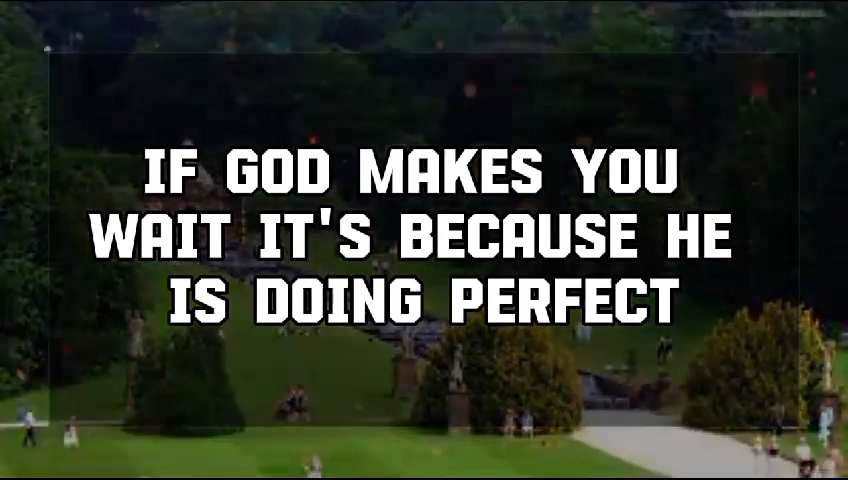 IF GOD MAKES YOU
WAIT IT'S BECAUSE HE
IS DOING PERFECT